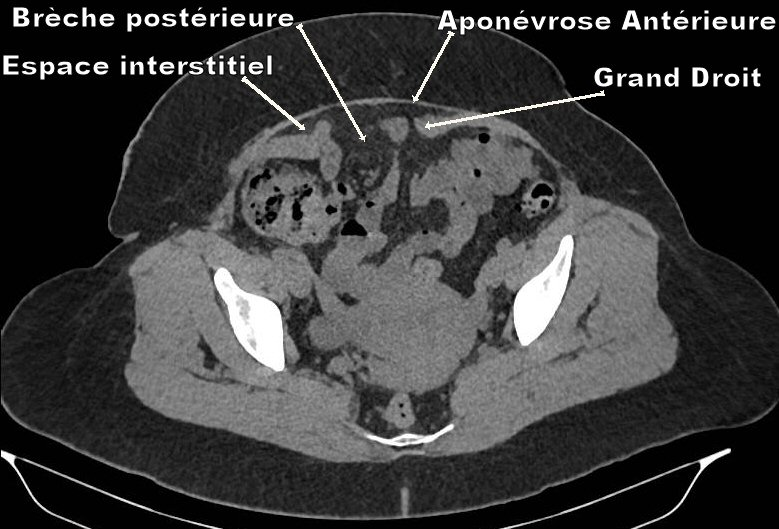 Brèche postérieure
Aponévrose Antérieure
Espace interstitiel
Grand Droit